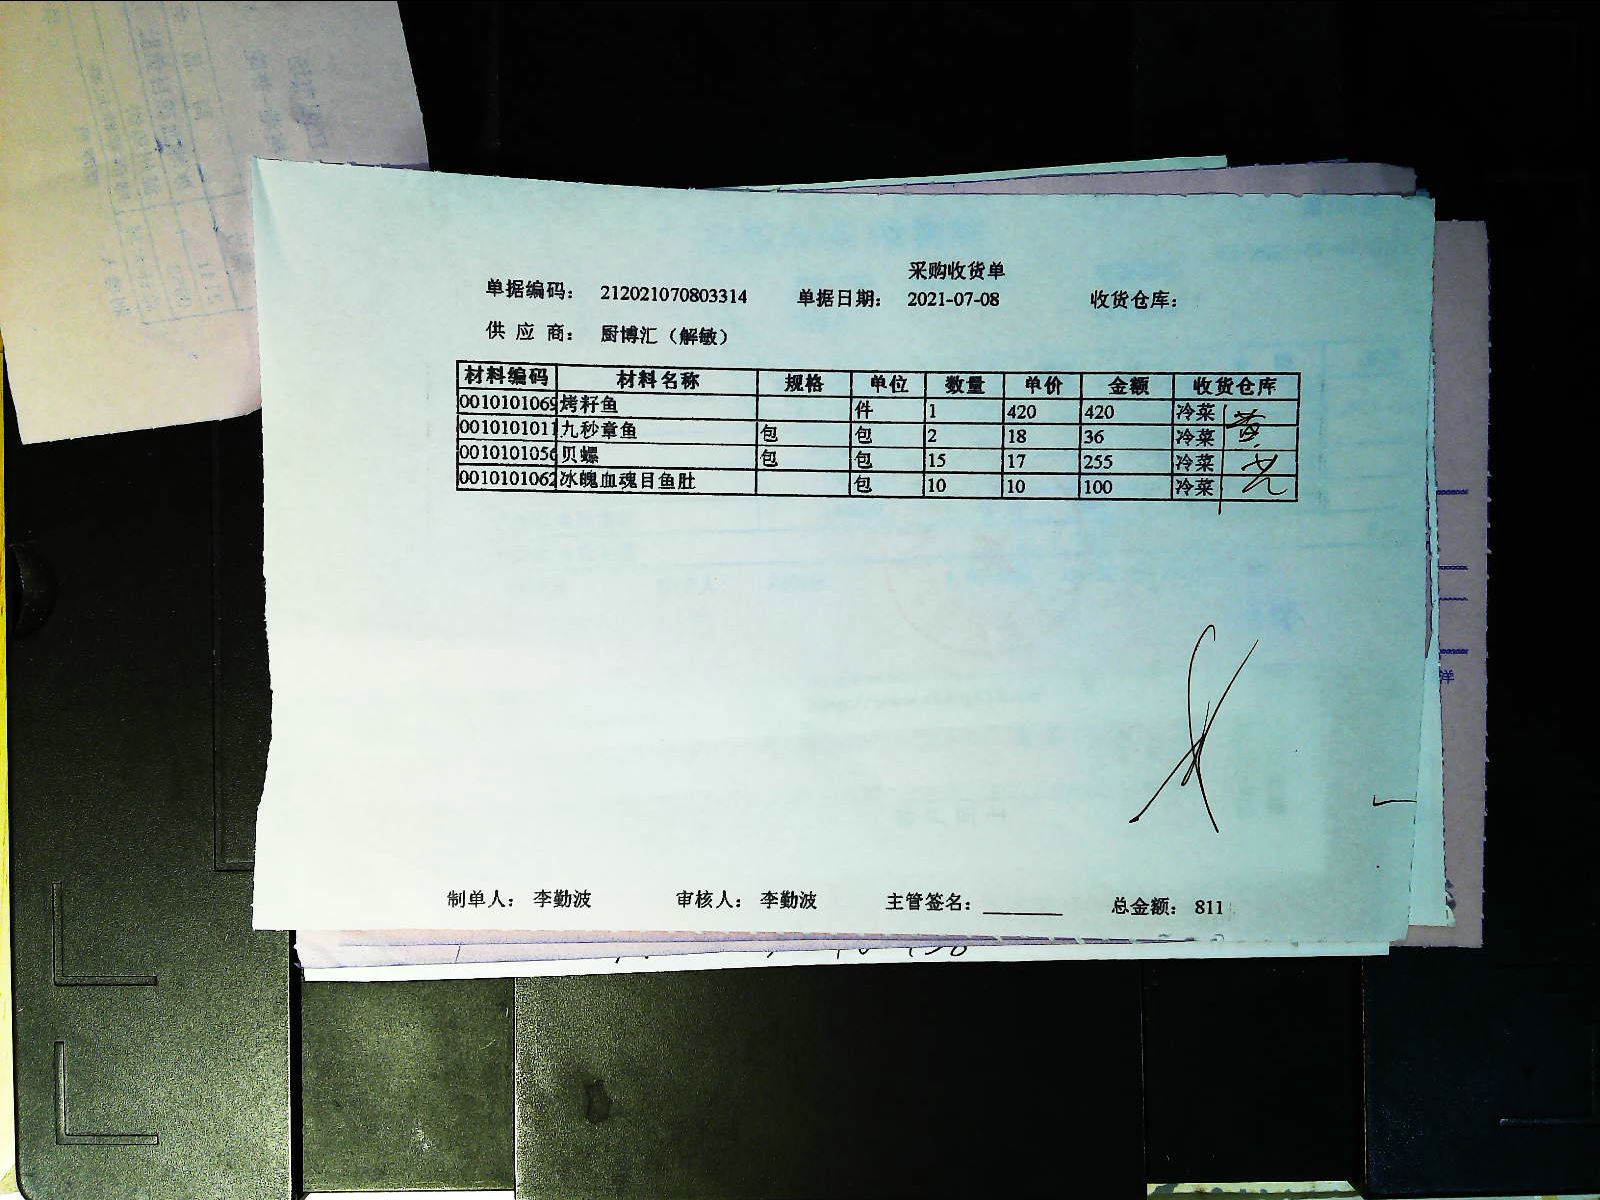 采购收货单
单据编码： 212021070803314 单据日期： 2021-07-08 收货仓库：
供 应 商： 厨博汇（解敏）
材料编码 材料名称 规格 单位 数量 单价 金额 收货仓库
0010101069 烤籽鱼 件 1 420 420 冷菜
0010101011 九秒章鱼 包 包 2 18 36 冷菜
0010101056 贝螺 包 包 15 17 255 冷菜
0010101062 冰魄血魂目鱼肚 包 10 10 100 冷菜
制单人： 李勤波 审核人： 李勤波 主管签名： 总金额： 811
洋